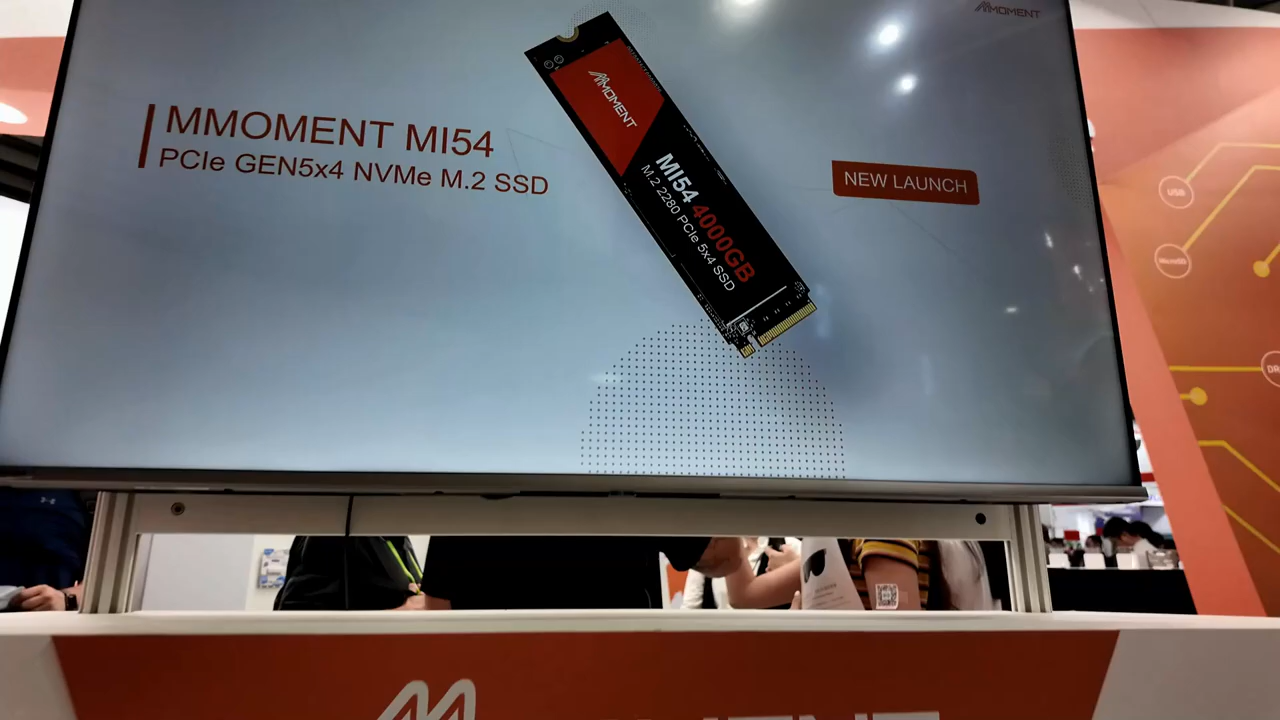 MMOMENT
MMOMENT MI54
PCIe GEN5x4 NVMe M.2 SSD
MMOMENT
MI54 4000GB
M.2 2280 PCIe 5x4 SSD
NEW LAUNCH
USB
MicroSD